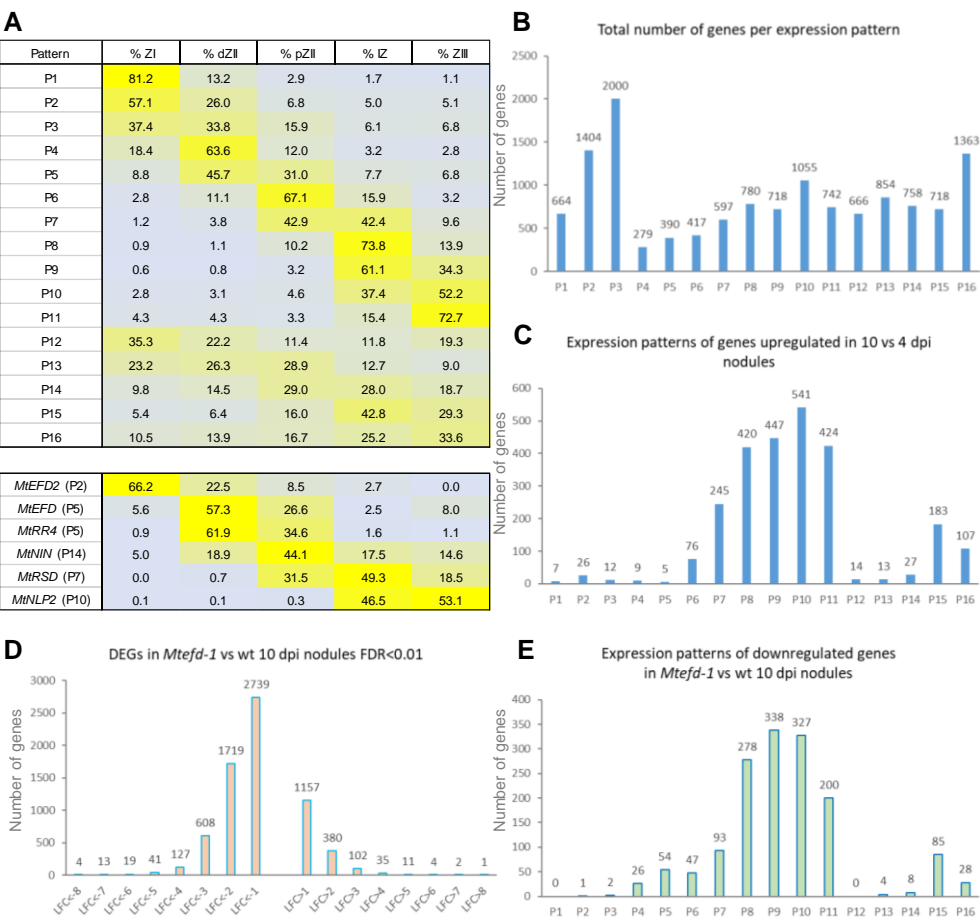 A
Pattern % ZI % dZII % pZII % IZ % ZIII
P1 81.2 13.2 2.9 1.7 1.1
P2 57.1 26.0 6.8 5.0 5.1
P3 37.4 33.8 15.9 6.1 6.8
P4 18.4 63.6 12.0 3.2 2.8
P5 8.8 45.7 31.0 7.7 6.8
P6 2.8 11.1 67.1 15.9 3.2
P7 1.2 3.8 42.9 42.4 9.6
P8 0.9 1.1 10.2 73.8 13.9
P9 0.6 0.8 3.2 61.1 34.3
P10 2.8 3.1 4.6 37.4 52.2
P11 4.3 4.3 3.3 15.4 72.7
P12 35.3 22.2 11.4 11.8 19.3
P13 23.2 26.3 28.9 12.7 9.0
P14 9.8 14.5 29.0 28.0 18.7
P15 5.4 6.4 16.0 42.8 29.3
P16 10.5 13.9 16.7 25.2 33.6
MtEFD2 (P2) 66.2 22.5 8.5 2.7 0.0
MtEFD (P5) 5.6 57.3 26.6 2.5 8.0
MtRR4 (P5) 0.9 61.9 34.6 1.6 1.1
MtNIN (P14) 5.0 18.9 44.1 17.5 14.6
MtRSD (P7) 0.0 0.7 31.5 49.3 18.5
MtNLP2 (P10) 0.1 0.1 0.3 46.5 53.1
B
Total number of genes per expression pattern
Number of genes
2500
2000
1500
1000
500
0
664 1404 2000 279 390 417 597 780 718 1055 742 666 854 758 718 1363
P1 P2 P3 P4 P5 P6 P7 P8 P9 P10 P11 P12 P13 P14 P15 P16
C
Expression patterns of genes upregulated in 10 vs 4 dpi
nodules
Number of genes
600
500
400
300
200
100
0
7 26 12 9 5 76 245 420 447 541 424 14 13 27 183 107
P1 P2 P3 P4 P5 P6 P7 P8 P9 P10 P11 P12 P13 P14 P15 P16
D
DEGs in Mtefd-1 vs wt 10 dpi nodules FDR<0.01
Number of genes
3000
2500
2000
1500
1000
500
0
4 13 19 41 127 608 1719 2739 1157 380 102 35 11 4 2 1
LFC<-8 LFC<-7 LFC<-6 LFC<-5 LFC<-4 LFC<-3 LFC<-2 LFC<-1 LFC>1 LFC>2 LFC>3 LFC>4 LFC>5 LFC>6 LFC>7 LFC>8
E
Expression patterns of downregulated genes
in Mtefd-1 vs wt 10 dpi nodules
Number of genes
400
350
300
250
200
150
100
50
0
0 1 2 26 54 47 93 278 338 327 200 0 4 8 85 28
P1 P2 P3 P4 P5 P6 P7 P8 P9 P10 P11 P12 P13 P14 P15 P16